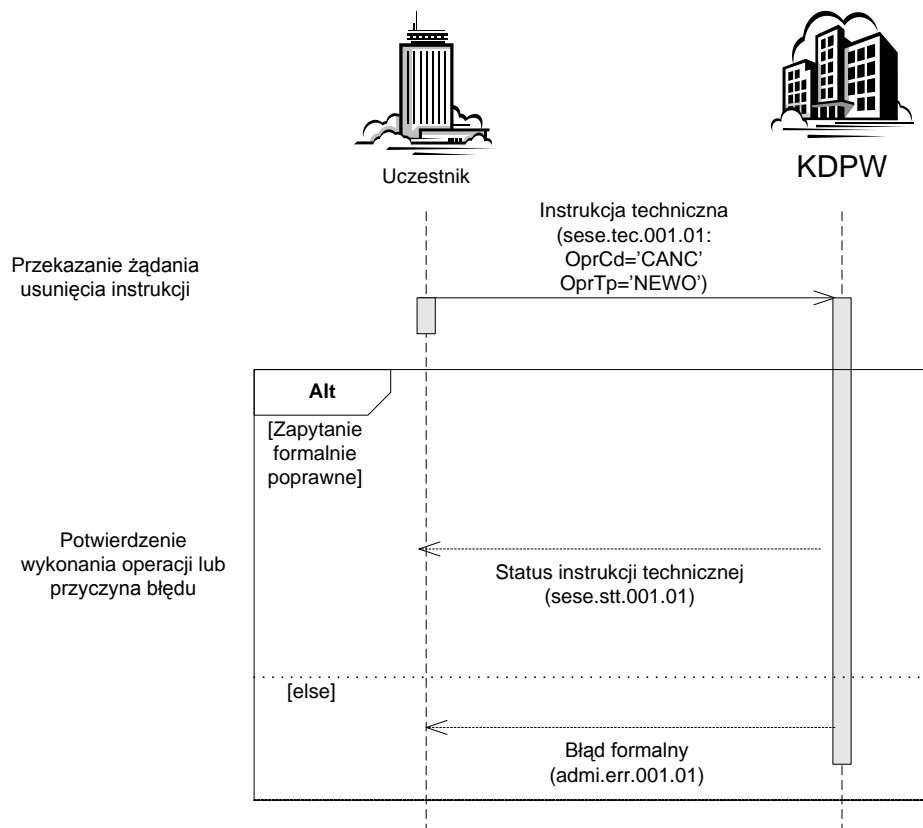 Uczestnik
KDPW
Instrukcja techniczna
(sese.tec.001.01:
OprCd=’CANC’
OprTp=’NEWO’)
Przekazanie żądania
usunięcia instrukcji
Alt
[Zapytanie
formalnie
poprawne]
Potwierdzenie
wykonania operacji lub
przyczyna błędu
Status instrukcji technicznej
(sese.stt.001.01)
[else]
Błąd formalny
(admi.err.001.01)